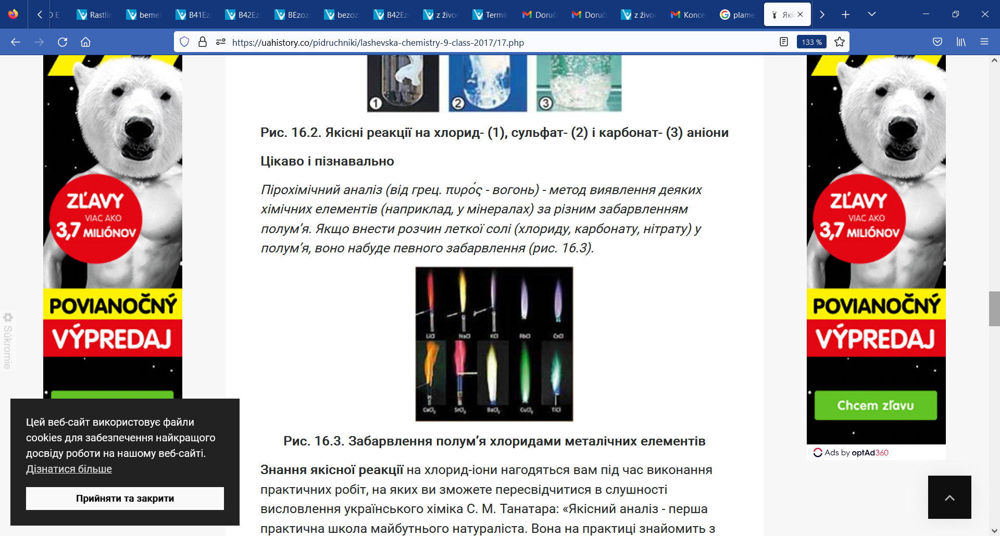 Rastlin
beme
B41Ez
B42Ez
BEzoz
bezoz
B42Ez
z živo
Termín
Doruč
Doruč
z živo
Konce
plame
Які
https://uahistory.co/pidruchniki/lashevska-chemistry-9-class-2017/17.php
133 %
1
2
3
Рис. 16.2. Якісні реакції на хлорид- (1), сульфат- (2) і карбонат- (3) аніони
Цікаво і пізнавально
Пірохімічний аналіз (від грец. πυρός - вогонь) - метод виявлення деяких
хімічних елементів (наприклад, у мінералах) за різним забарвленням
полум’я. Якщо внести розчин леткої солі (хлориду, карбонату, нітрату) у
полум’я, воно набуде певного забарвлення (рис. 16.3).
LiCl NaCl KCl RbCl CsCl
CaCl₂ SrCl₂ BaCl₂ CuCl₂ TlCl
Рис. 16.3. Забарвлення полум’я хлоридами металічних елементів
Знання якісної реакції на хлорид-іони нагодяться вам під час виконання
практичних робіт, на яких ви зможете пересвідчитися в слушності
висловлення українського хіміка С. М. Танатара: «Якісний аналіз - перша
практична школа майбутнього натураліста. Вона на практиці знайомить з
ZĽAVY
VIAC AKO
3,7 MILIÓNOV
POVIANOČNÝ
VÝPREDAJ
Súkromie
Цей веб-сайт використовує файли
cookies для забезпечення найкращого
досвіду роботи на нашому веб-сайті.
Дізнатися більше
Прийняти та закрити
ZĽAVY
VIAC AKO
3,7 MILIÓNOV
POVIANOČNÝ
VÝPREDAJ
Chcem zľavu
Ads by optAd360